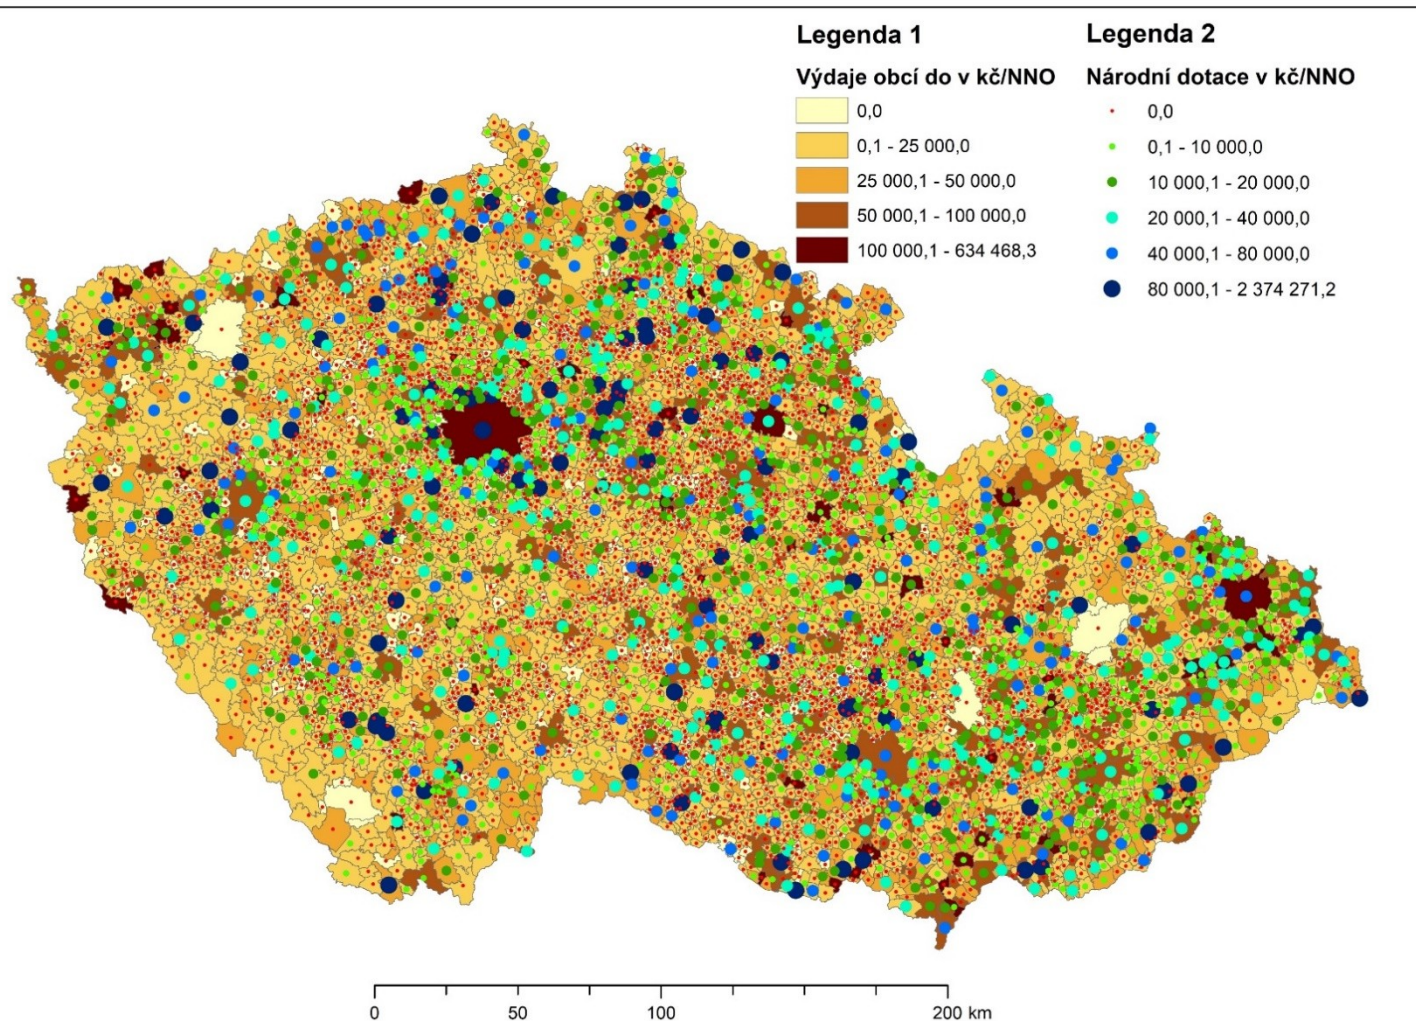 Legenda 1
Výdaje obcí do v kč/NNO
0,0
0,1 - 25 000,0
25 000,1 - 50 000,0
50 000,1 - 100 000,0
100 000,1 - 634 468,3
Legenda 2
Národní dotace v kč/NNO
0,0
0,1 - 10 000,0
10 000,1 - 20 000,0
20 000,1 - 40 000,0
40 000,1 - 80 000,0
80 000,1 - 2 374 271,2
0 50 100 200 km